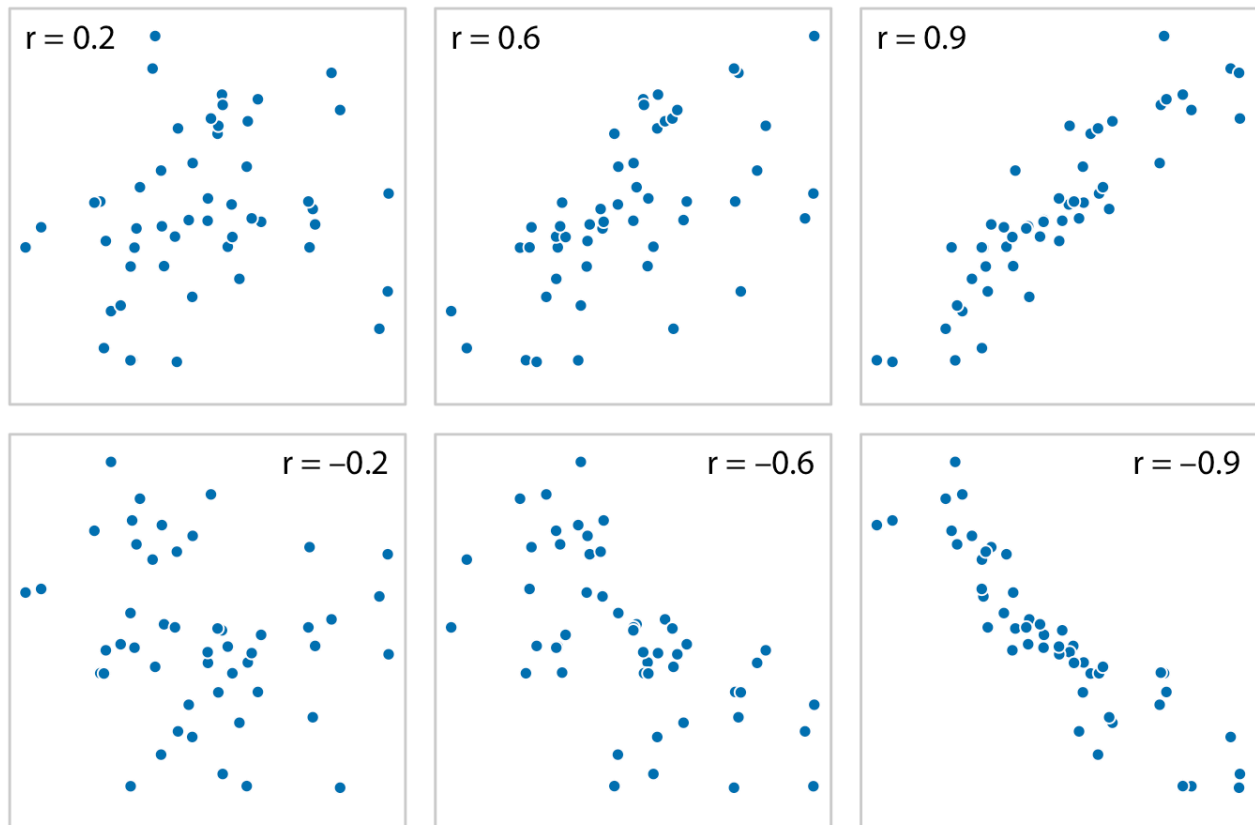 r = 0.2
r = 0.6
r = 0.9
r = –0.2
r = –0.6
r = –0.9